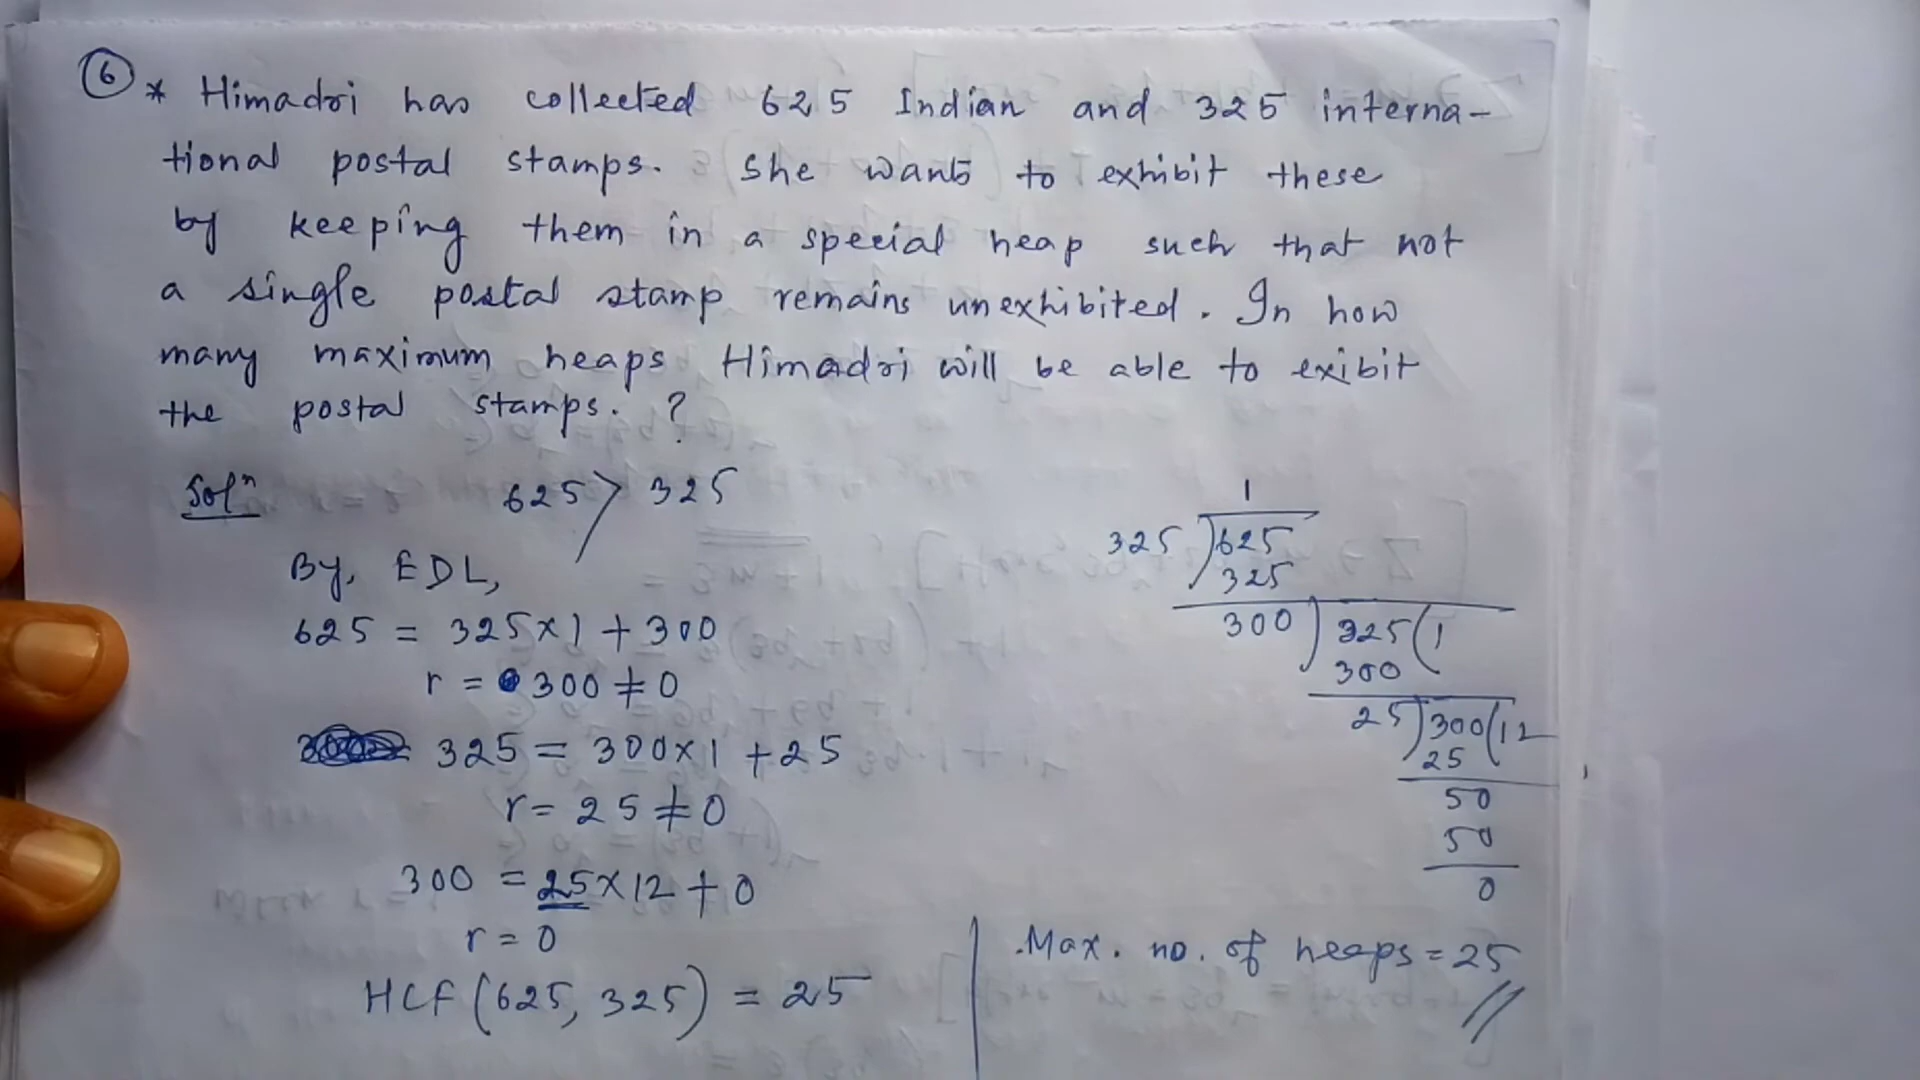 6 * Himadri has collected 625 Indian and 325 interna-
tional postal stamps. She wants to exhibit these
by keeping them in a special heap such that not
a single postal stamp remains unexhibited. In how
many maximum heaps Himadri will be able to exibit
the postal stamps. ?
Solⁿ 625 > 325
By, EDL,
625 = 325×1 + 300
r = 300 ≠ 0
325 = 300×1 + 25
r = 25 ≠ 0
300 = 25×12 + 0
r = 0
HCF (625, 325) = 25
1
325 ) 625
325
300 ) 325 ( 1
300
25 ) 300 ( 12
25
50
50
0
Max. no. of heaps = 25 //